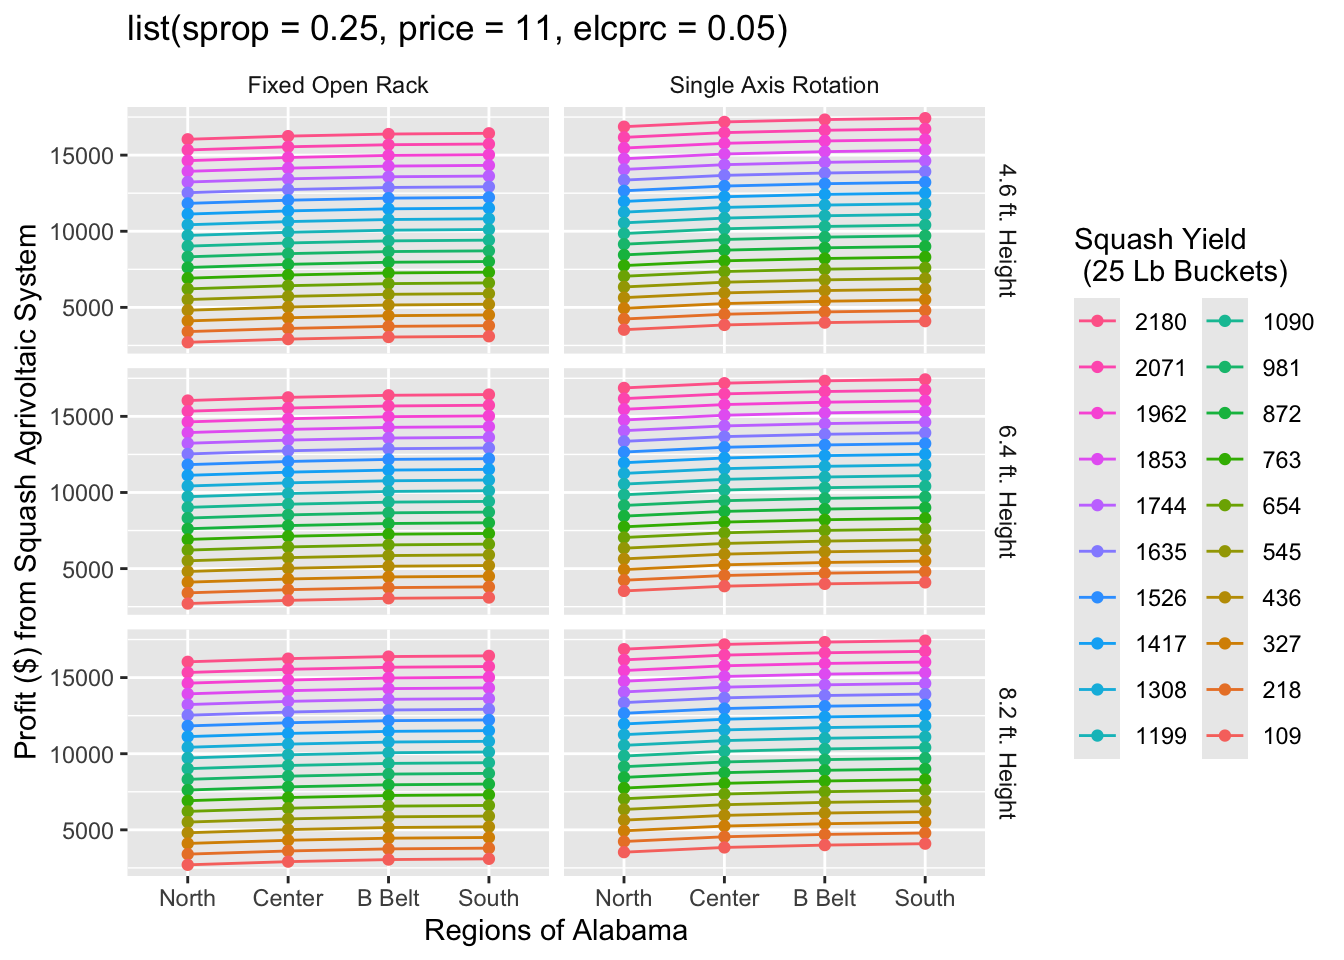 list(sprop = 0.25, price = 11, elcprc = 0.05)
Fixed Open Rack
Single Axis Rotation
15000
10000
5000
4.6 ft. Height
15000
10000
5000
6.4 ft. Height
15000
10000
5000
8.2 ft. Height
North Center B Belt South
North Center B Belt South
Regions of Alabama
Profit ($) from Squash Agrivoltaic System
Squash Yield
(25 Lb Buckets)
2180 1090
2071 981
1962 872
1853 763
1744 654
1635 545
1526 436
1417 327
1308 218
1199 109